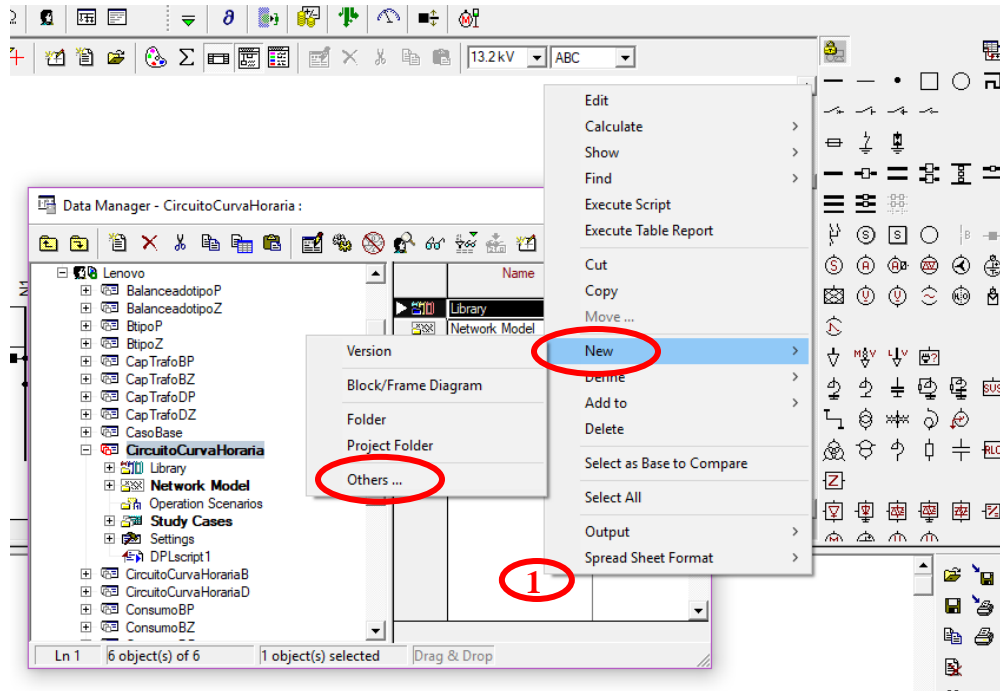 13.2 kV
ABC
Data Manager - CircuitoCurvaHoraria :
Lenovo
BalanceadotipoP
BalanceadotipoZ
BtipoP
BtipoZ
CapTrafoBP
CapTrafoBZ
CapTrafoDP
CapTrafoDZ
CasoBase
CircuitoCurvaHoraria
Library
Network Model
Operation Scenarios
Study Cases
Settings
DPLscript1
CircuitoCurvaHorariaB
CircuitoCurvaHorariaD
ConsumoBP
ConsumoBZ
Name
Library
Network Model
Version
Block/Frame Diagram
Folder
Project Folder
Others ...
Edit
Calculate
Show
Find
Execute Script
Execute Table Report
Cut
Copy
Move ...
New
Define
Add to
Delete
Select as Base to Compare
Select All
Output
Spread Sheet Format
1
Ln 1
6 object(s) of 6
1 object(s) selected
Drag & Drop
N1